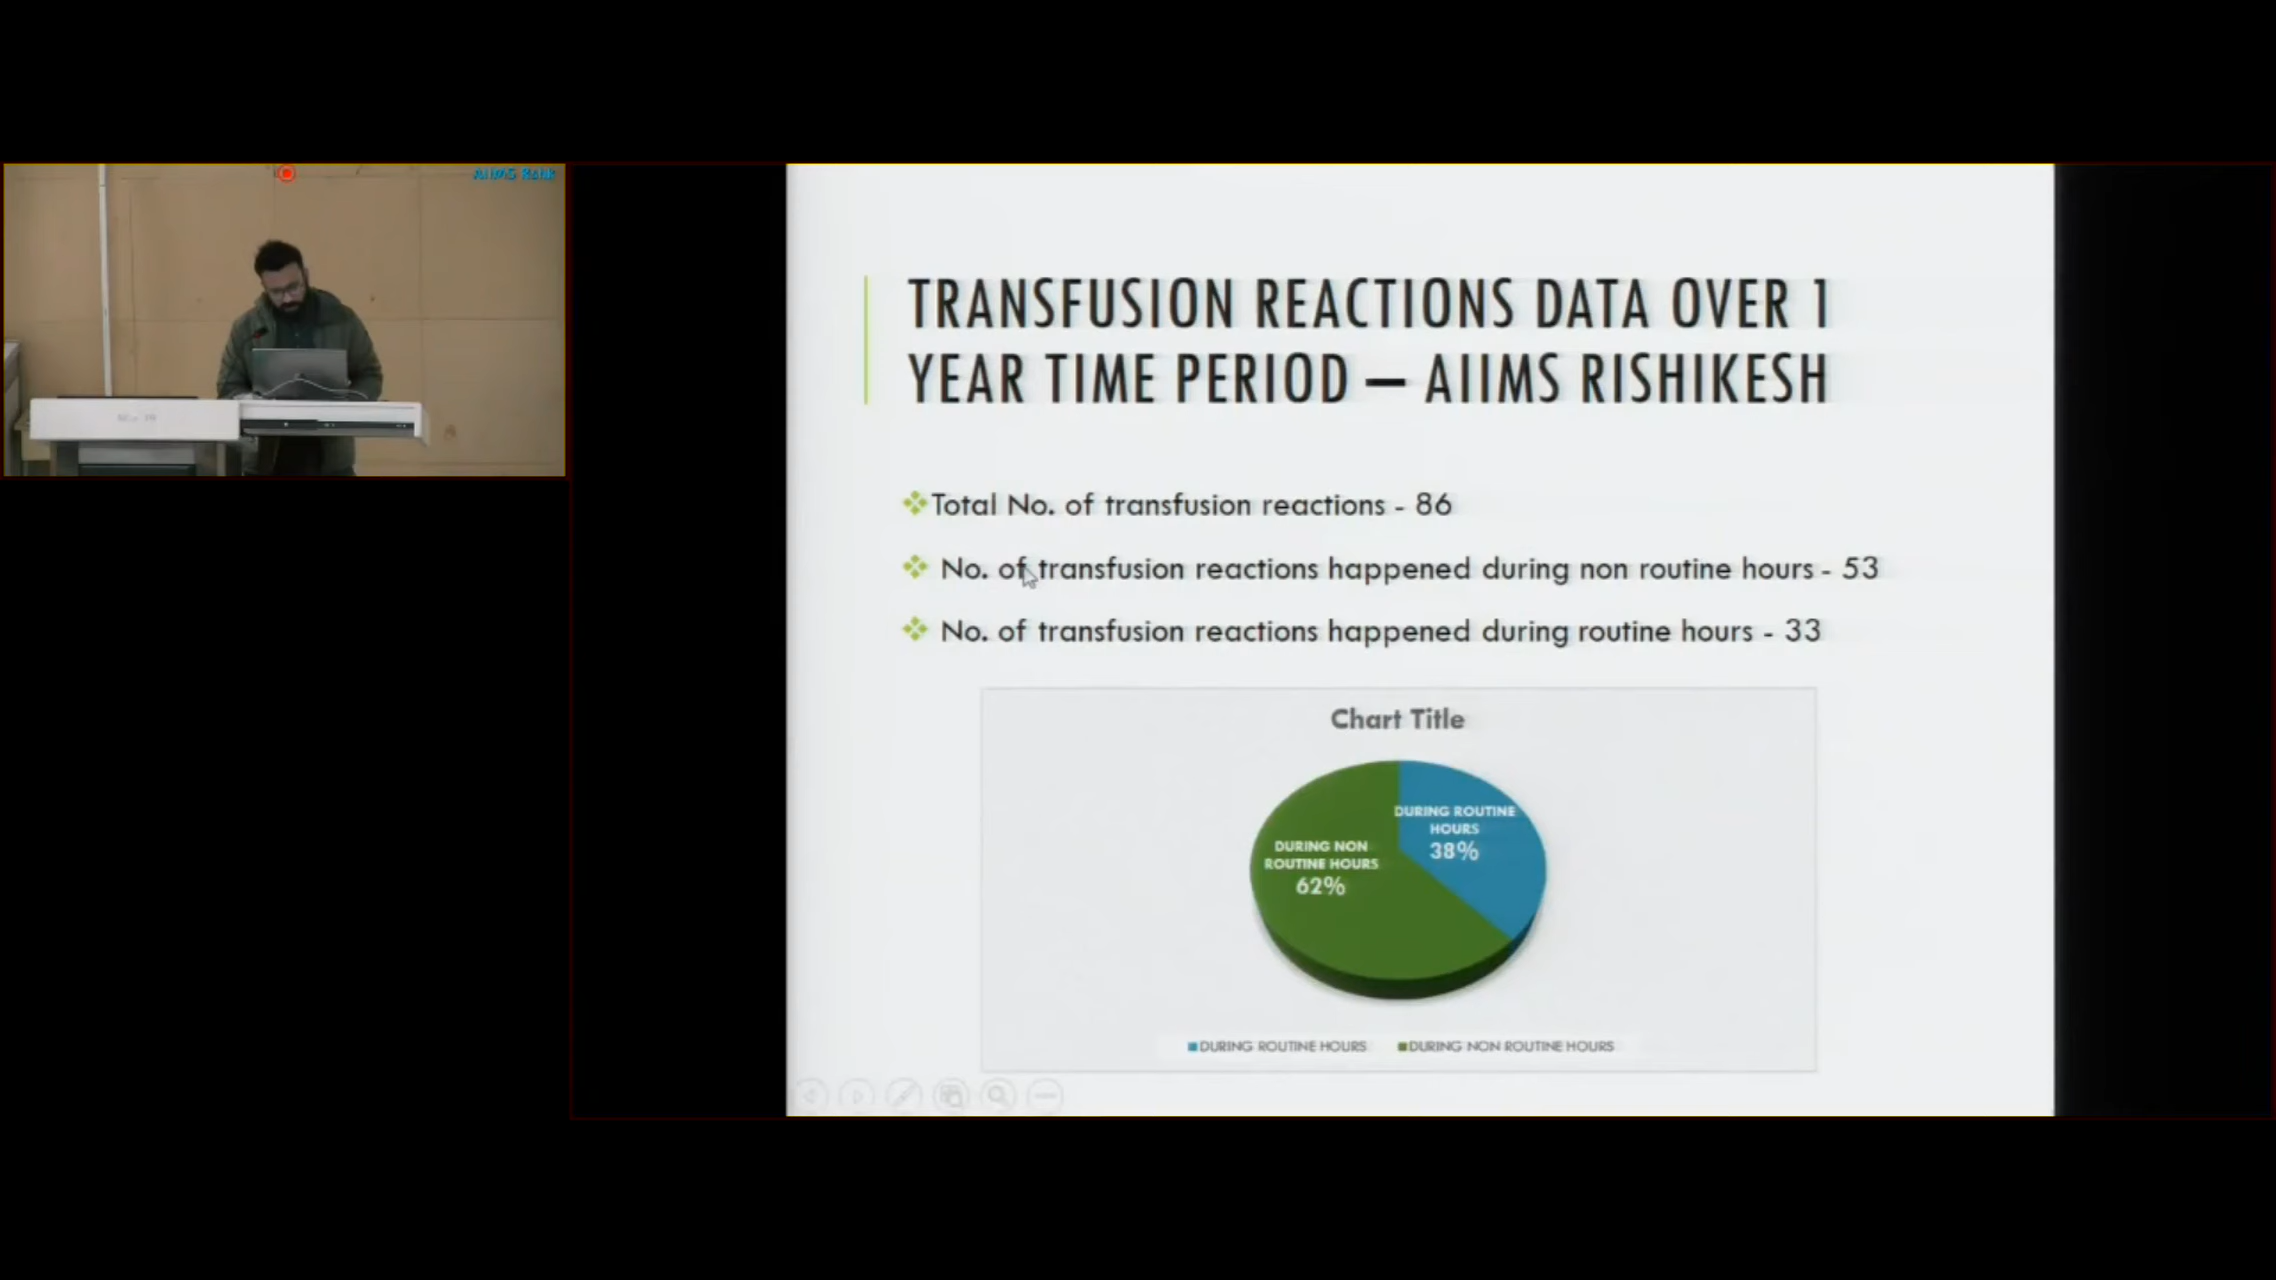 AIIMS Rishik
TRANSFUSION REACTIONS DATA OVER 1
YEAR TIME PERIOD – AIIMS RISHIKESH
Total No. of transfusion reactions - 86
No. of transfusion reactions happened during non routine hours - 53
No. of transfusion reactions happened during routine hours - 33
Chart Title
DURING ROUTINE
HOURS
38%
DURING NON
ROUTINE HOURS
62%
DURING ROUTINE HOURS DURING NON ROUTINE HOURS